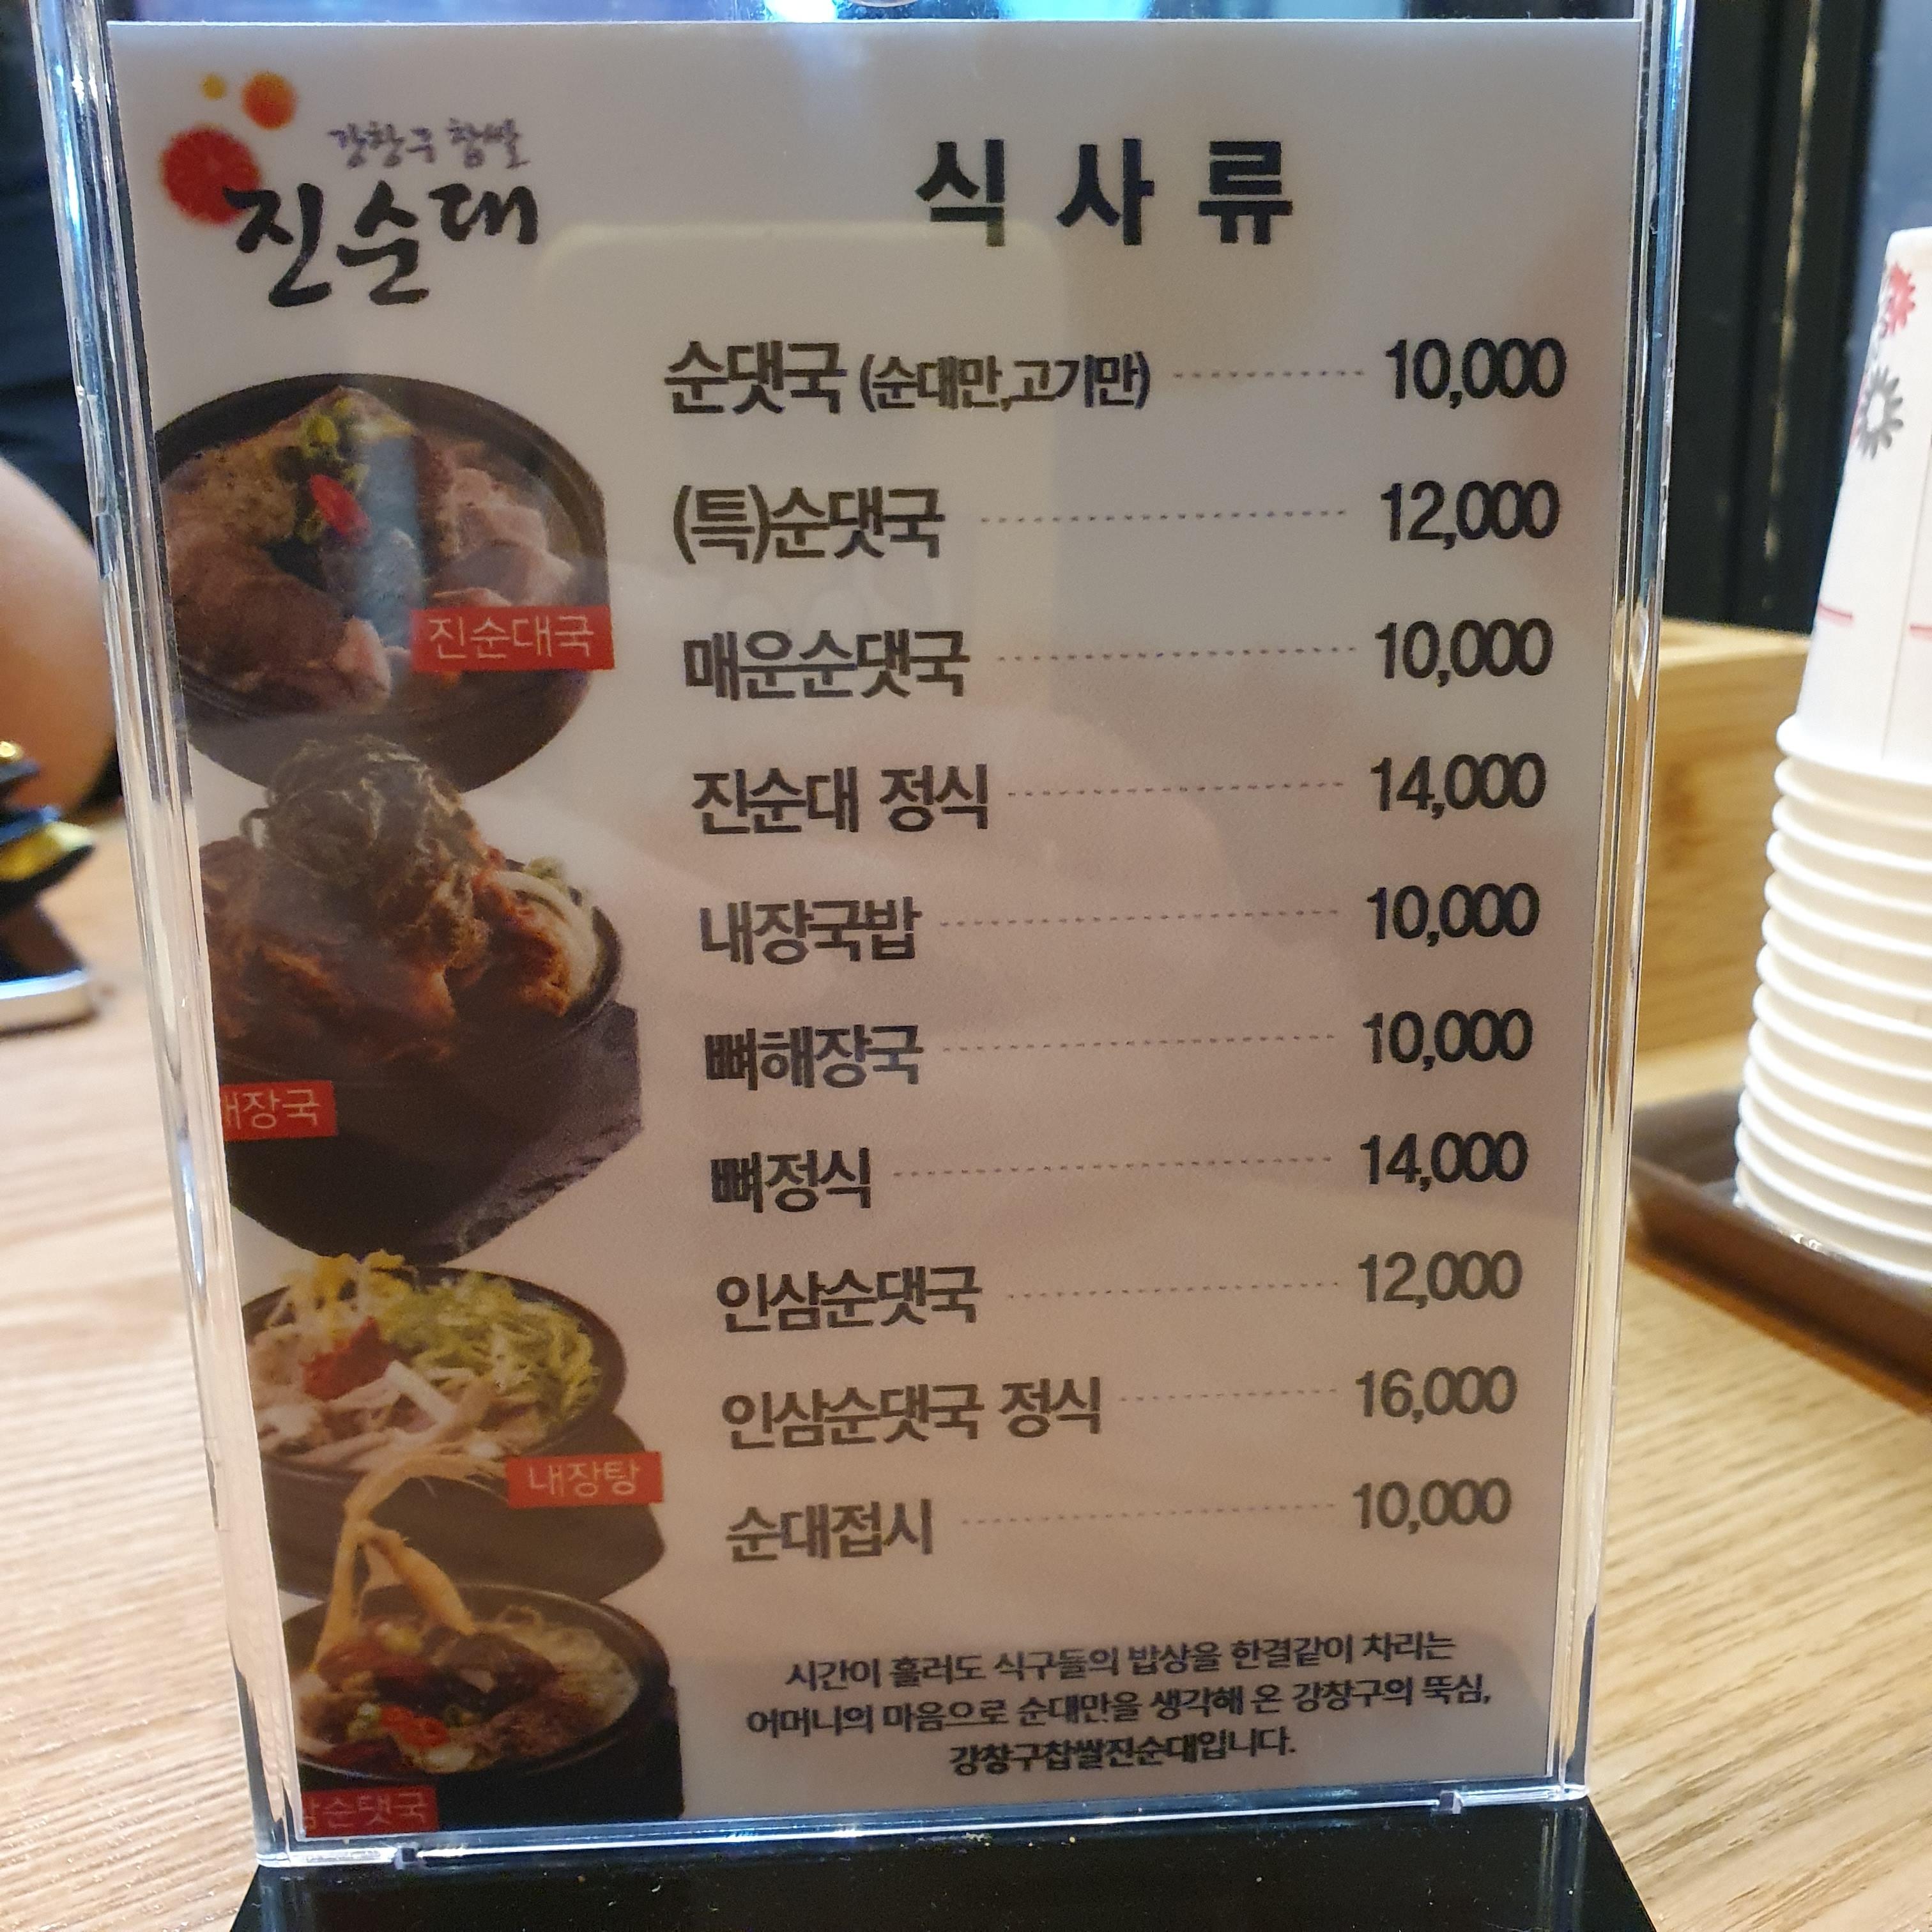 강창구 찹쌀
진순대
식사류
순댓국 (순대만,고기만) 10,000
(특)순댓국 12,000
매운순댓국 10,000
진순대 정식 14,000
내장국밥 10,000
뼈해장국 10,000
뼈정식 14,000
인삼순댓국 12,000
인삼순댓국 정식 16,000
순대접시 10,000
진순대국
해장국
내장탕
삼순댓국
시간이 흘러도 식구들의 밥상을 한결같이 차리는
어머니의 마음으로 순대만을 생각해 온 강창구의 뚝심,
강창구찹쌀진순대입니다.